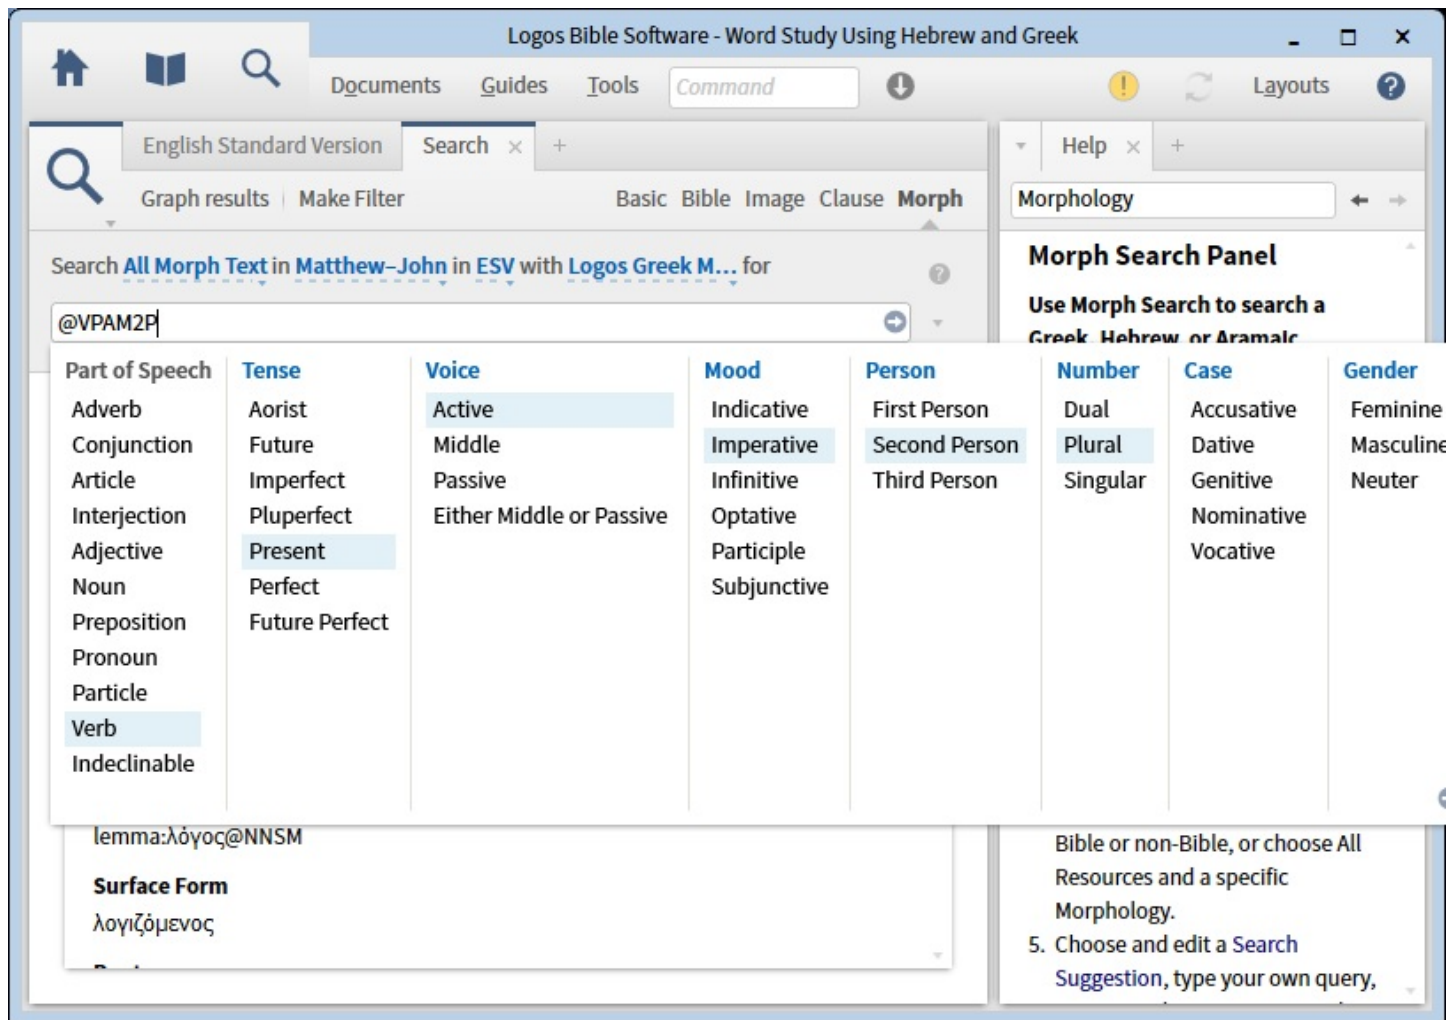 Logos Bible Software - Word Study Using Hebrew and Greek
Documents Guides Tools Command Layouts
English Standard Version Search
Graph results Make Filter Basic Bible Image Clause Morph
Search All Morph Text in Matthew–John in ESV with Logos Greek M... for
@VPAM2P
Part of Speech
Adverb
Conjunction
Article
Interjection
Adjective
Noun
Preposition
Pronoun
Particle
Verb
Indeclinable
Tense
Aorist
Future
Imperfect
Pluperfect
Present
Perfect
Future Perfect
Voice
Active
Middle
Passive
Either Middle or Passive
Mood
Indicative
Imperative
Infinitive
Optative
Participle
Subjunctive
Person
First Person
Second Person
Third Person
Number
Dual
Plural
Singular
Case
Accusative
Dative
Genitive
Nominative
Vocative
Gender
Feminine
Masculine
Neuter
lemma:λόγος@NNSM
Surface Form
λογιζόμενος
Help
Morphology
Morph Search Panel
Use Morph Search to search a
Greek, Hebrew, or Aramaic
Bible or non-Bible, or choose All
Resources and a specific
Morphology.
5. Choose and edit a Search
Suggestion, type your own query,